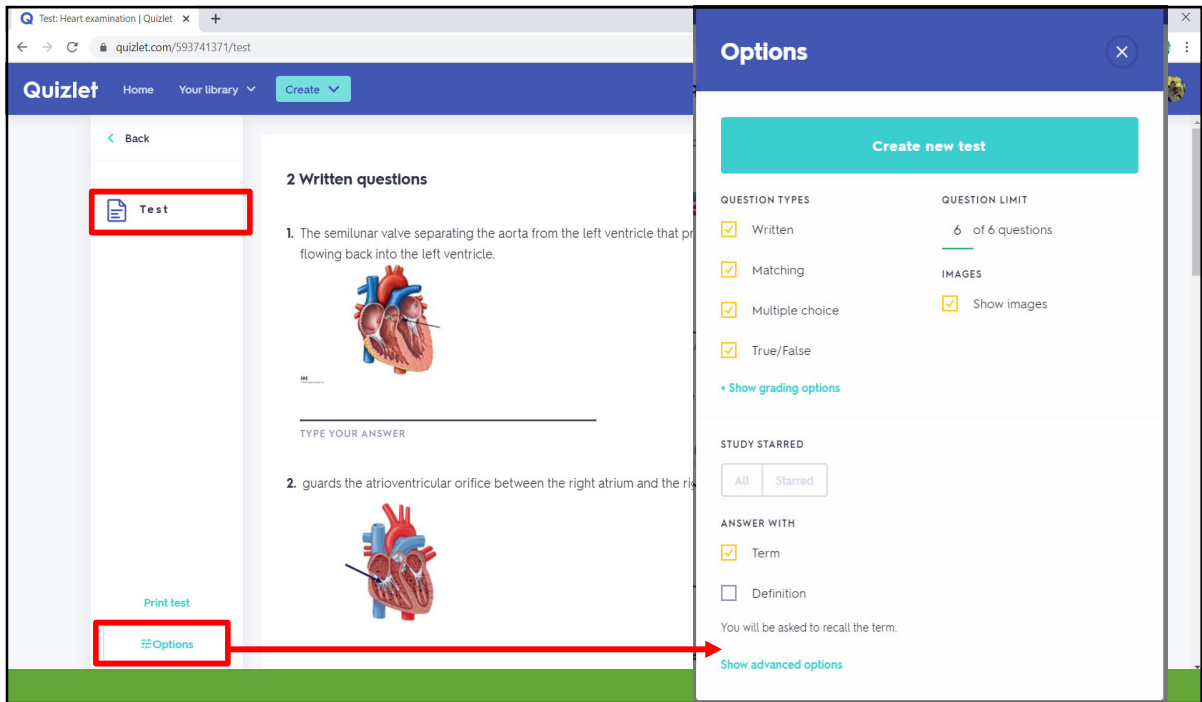 Test: Heart examination | Quizlet
quizlet.com/593741371/test
Quizlet
Home
Your library
Create
Back
Test
2 Written questions
1. The semilunar valve separating the aorta from the left ventricle that pr
flowing back into the left ventricle.
TYPE YOUR ANSWER
2. guards the atrioventricular orifice between the right atrium and the ri
Print test
Options
Options
Create new test
QUESTION TYPES
Written
Matching
Multiple choice
True/False
+ Show grading options
QUESTION LIMIT
6 of 6 questions
IMAGES
Show images
STUDY STARRED
All Starred
ANSWER WITH
Term
Definition
You will be asked to recall the term.
Show advanced options